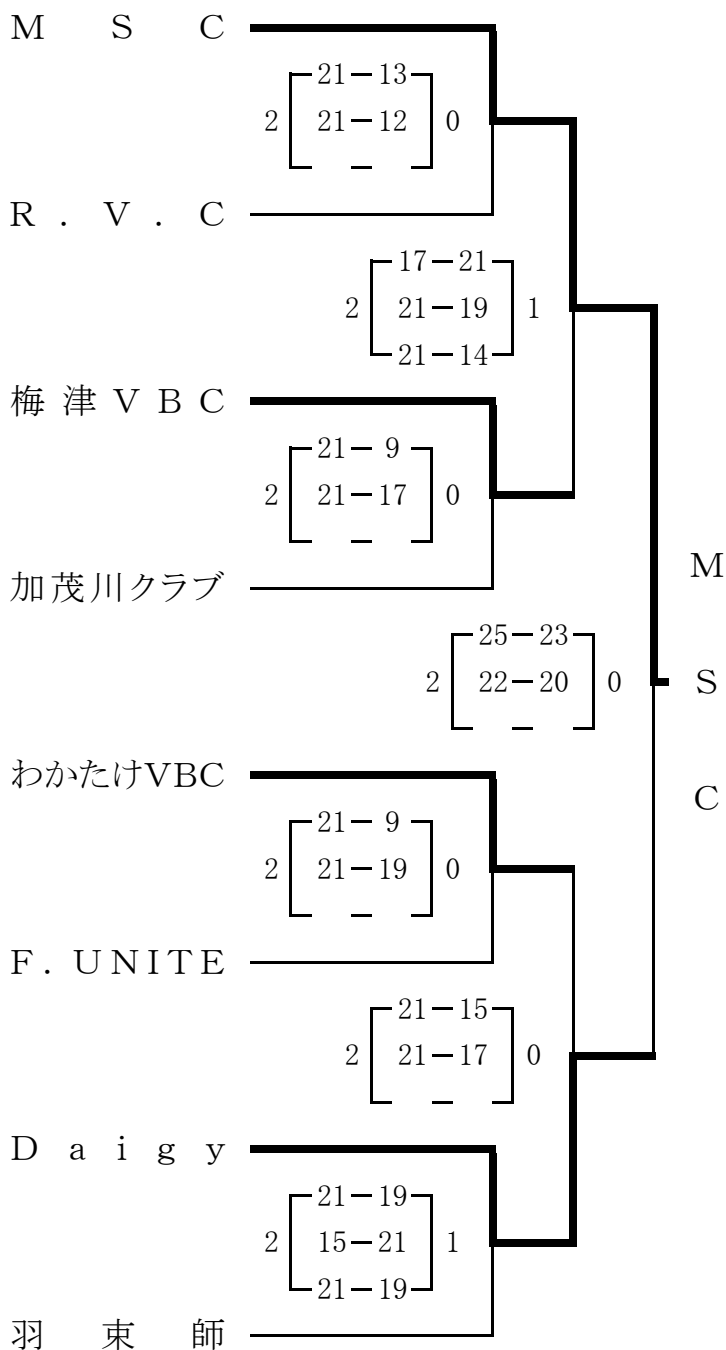 M S C
21－13
2 21－12 0
－
R . V . C
17－21
2 21－19 1
21－14
梅 津 V B C
21－ 9
2 21－17 0
－
加茂川クラブ
M
25－23
2 22－20 0 S
－
わかたけVBC
C
21－ 9
2 21－19 0
－
F . UNITE
21－15
2 21－17 0
－
D a i g y
21－19
2 15－21 1
21－19
羽 束 師